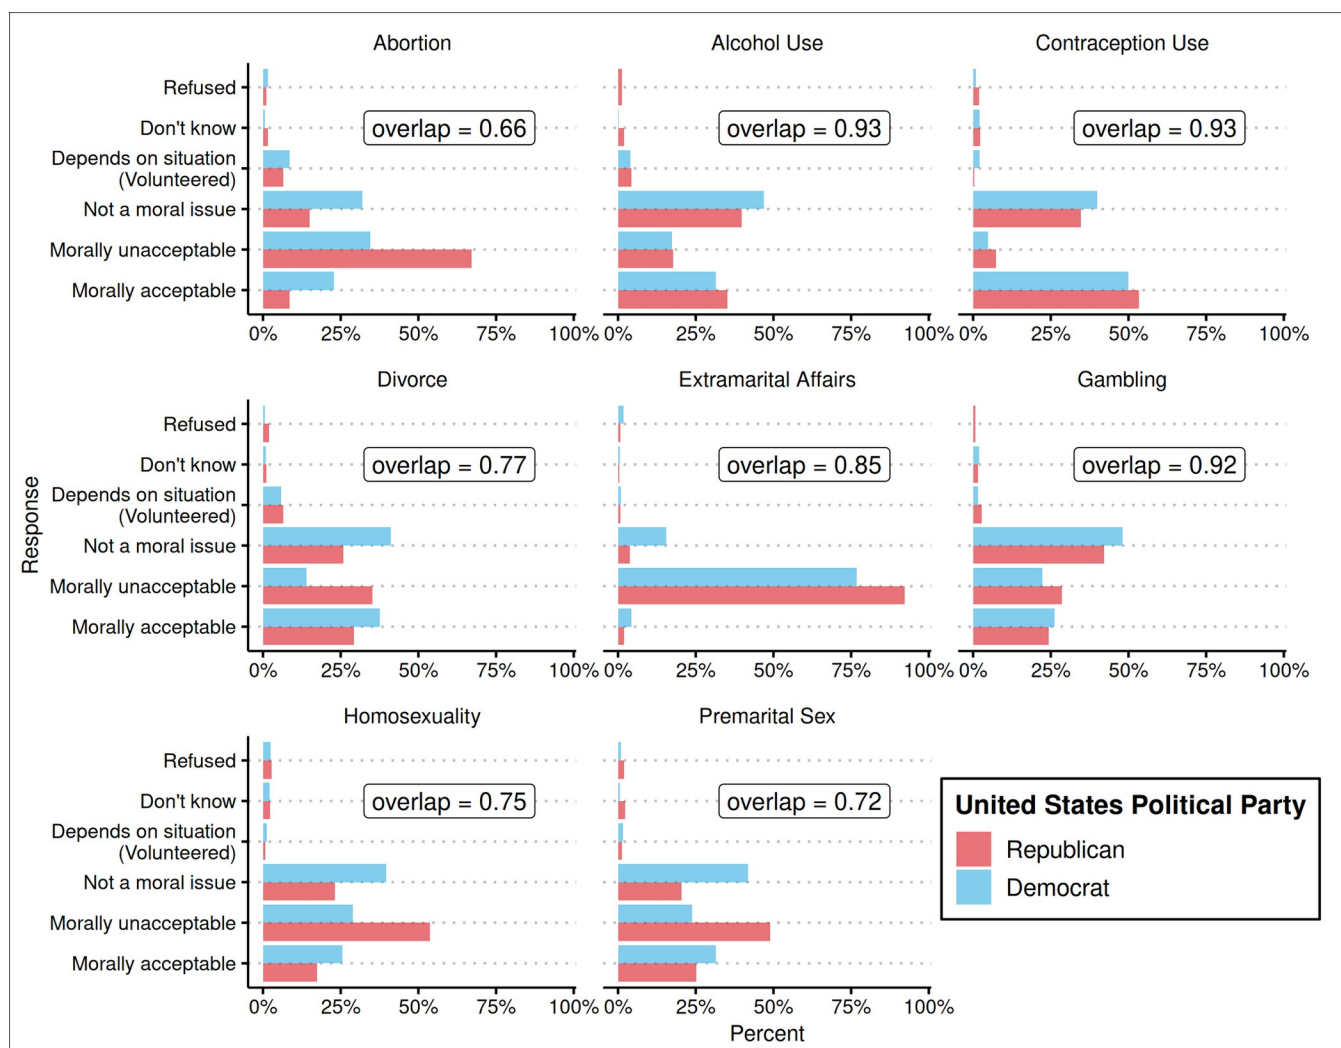 Abortion
Alcohol Use
Contraception Use
Refused
Don't know
Depends on situation
(Volunteered)
Not a moral issue
Morally unacceptable
Morally acceptable
overlap = 0.66
overlap = 0.93
overlap = 0.93
0% 25% 50% 75% 100%
0% 25% 50% 75% 100%
0% 25% 50% 75% 100%
Divorce
Extramarital Affairs
Gambling
Response
Refused
Don't know
Depends on situation
(Volunteered)
Not a moral issue
Morally unacceptable
Morally acceptable
overlap = 0.77
overlap = 0.85
overlap = 0.92
0% 25% 50% 75% 100%
0% 25% 50% 75% 100%
0% 25% 50% 75% 100%
Homosexuality
Premarital Sex
Refused
Don't know
Depends on situation
(Volunteered)
Not a moral issue
Morally unacceptable
Morally acceptable
overlap = 0.75
overlap = 0.72
United States Political Party
Republican
Democrat
0% 25% 50% 75% 100%
0% 25% 50% 75% 100%
Percent